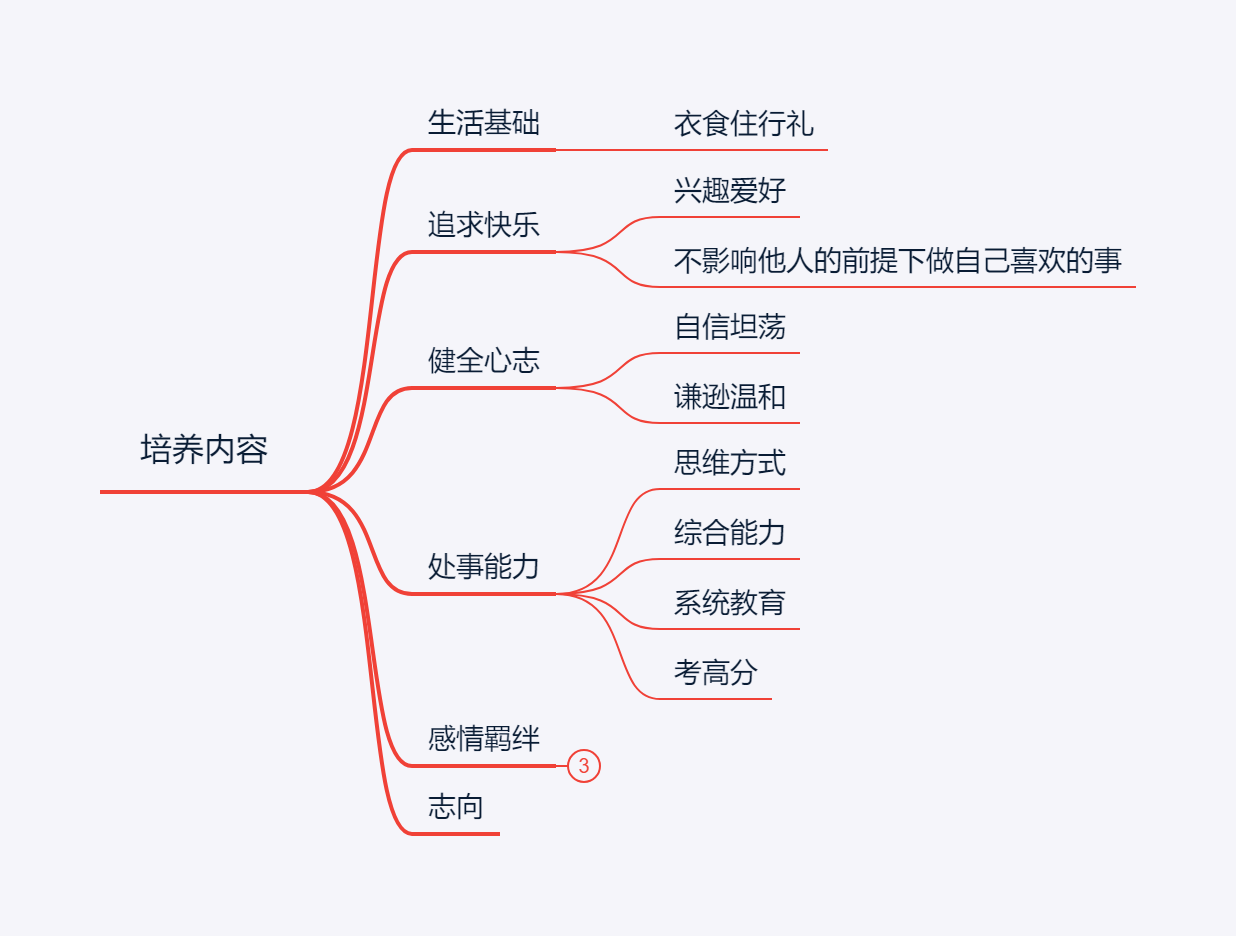 生活基础
衣食住行礼
追求快乐
兴趣爱好
不影响他人的前提下做自己喜欢的事
健全心志
自信坦荡
谦逊温和
培养内容
处事能力
思维方式
综合能力
系统教育
考高分
感情羁绊
3
志向